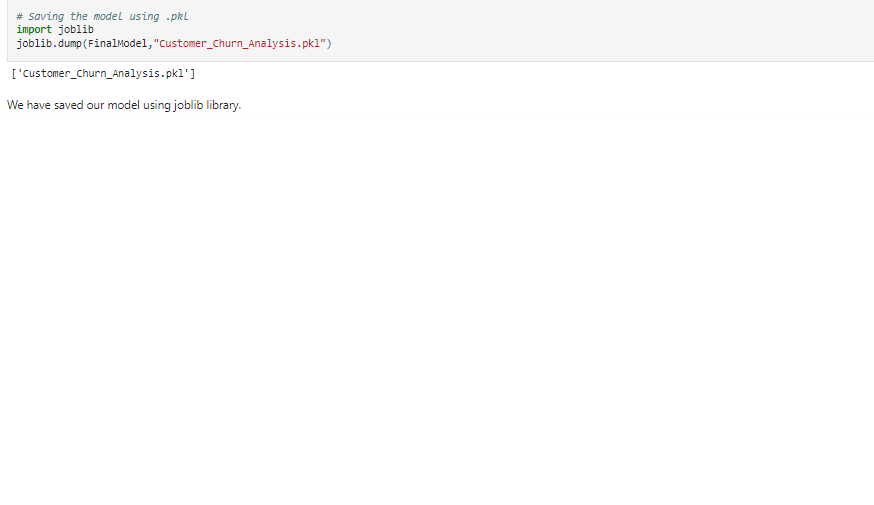 # Saving the model using .pkl
import joblib
joblib.dump(FinalModel,"Customer_Churn_Analysis.pkl")
['Customer_Churn_Analysis.pkl']
We have saved our model using joblib library.